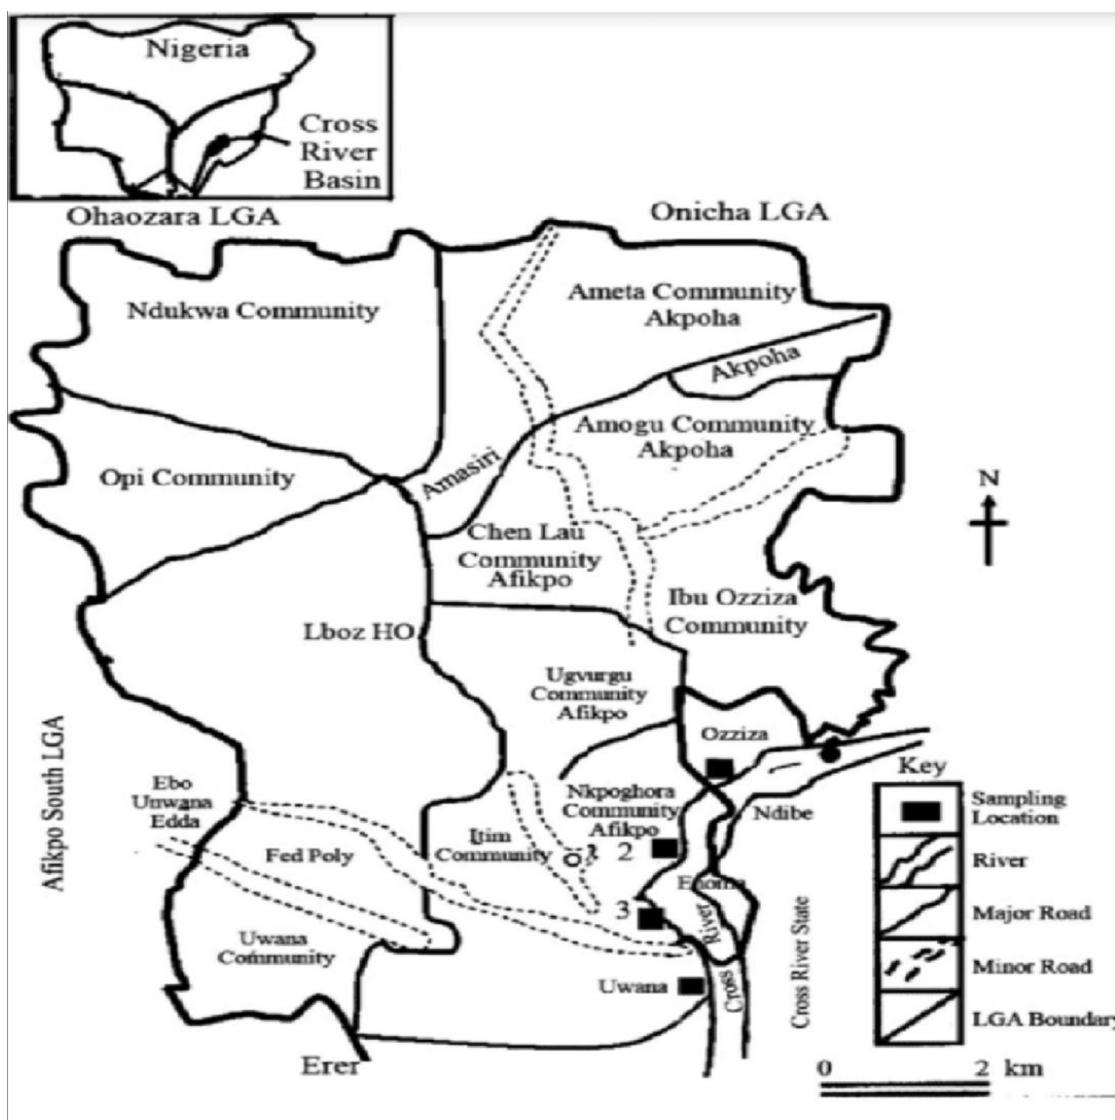 Nigeria
Cross
River
Basin
Ohaozara LGA
Onicha LGA
Ndukwa Community
Ameta Community
Akpoha
Akpoha
Amogu Community
Akpoha
Opi Community
Amasiri
N
Chen Lau
Community
Afikpo
Ibu Ozziza
Community
Lboz HO
Ugvurgu
Community
Afikpo
Afikpo South LGA
Ozziza
Ebo
Unwana
Edda
Nkpoghora
Community
Afikpo
Ndibe
Fed Poly
Itim
Community
1
2
Enoma
3
River
Cross
Uwana
Community
Uwana
Cross River State
Erer
Key
Sampling
Location
River
Major Road
Minor Road
LGA Boundary
0 2 km